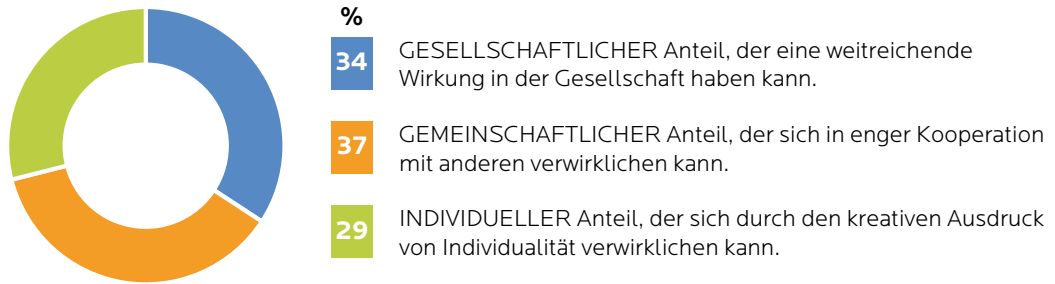 %
34
GESELLSCHAFTLICHER Anteil, der eine weitreichende
Wirkung in der Gesellschaft haben kann.
37
GEMEINSCHAFTLICHER Anteil, der sich in enger Kooperation
mit anderen verwirklichen kann.
29
INDIVIDUELLER Anteil, der sich durch den kreativen Ausdruck
von Individualität verwirklichen kann.